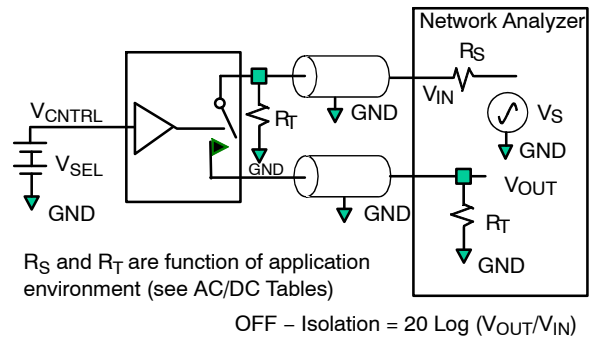 Network Analyzer
RS
VCNTRL
VIN
RT
GND
VS
GND
GND
VSEL
VOUT
GND
GND
RT
GND
RS and RT are function of application
environment (see AC/DC Tables)
OFF − Isolation = 20 Log (VOUT/VIN)